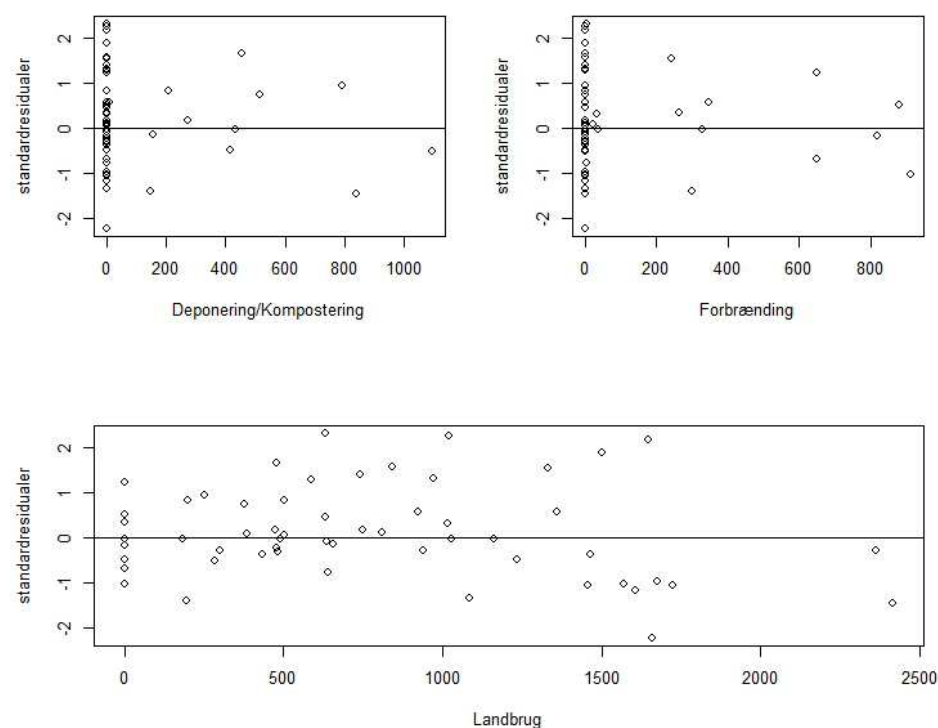 standardresidualer
2
1
0
-1
-2
0 200 400 600 800 1000
Deponering/Kompostering
standardresidualer
2
1
0
-1
-2
0 200 400 600 800
Forbrænding
standardresidualer
2
1
0
-1
-2
0 500 1000 1500 2000 2500
Landbrug